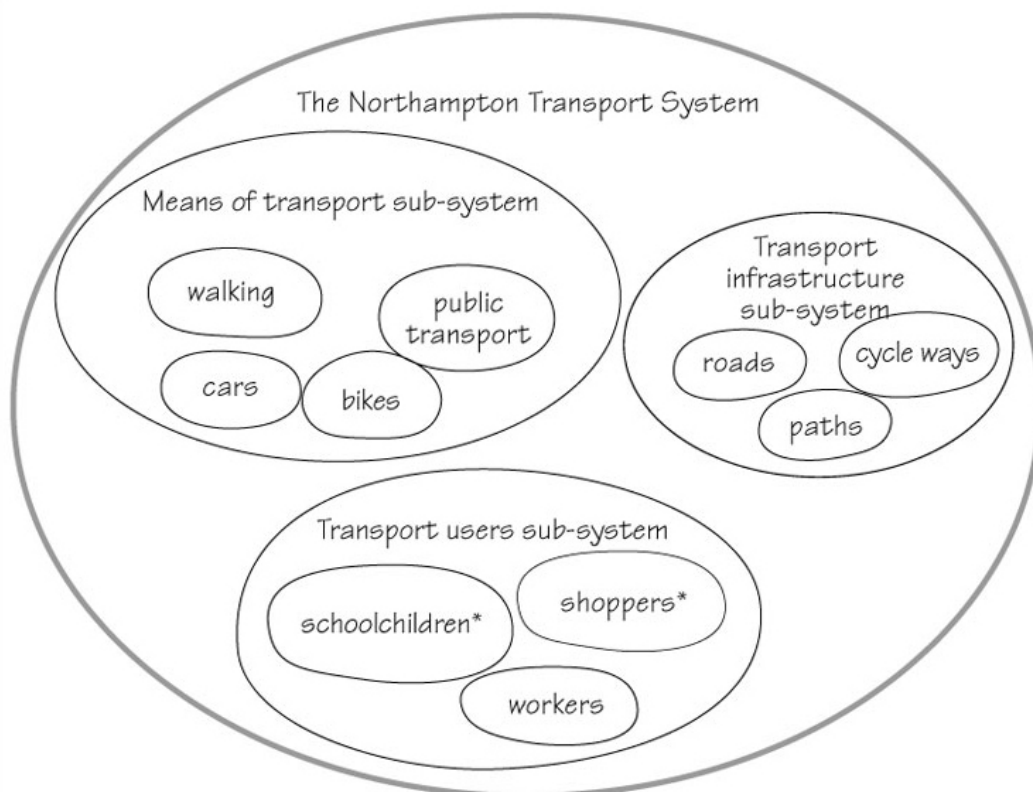 The Northampton Transport System
Means of transport sub-system
walking
public
transport
cars
bikes
Transport
infrastructure
sub-system
roads
cycle ways
paths
Transport users sub-system
schoolchildren*
shoppers*
workers